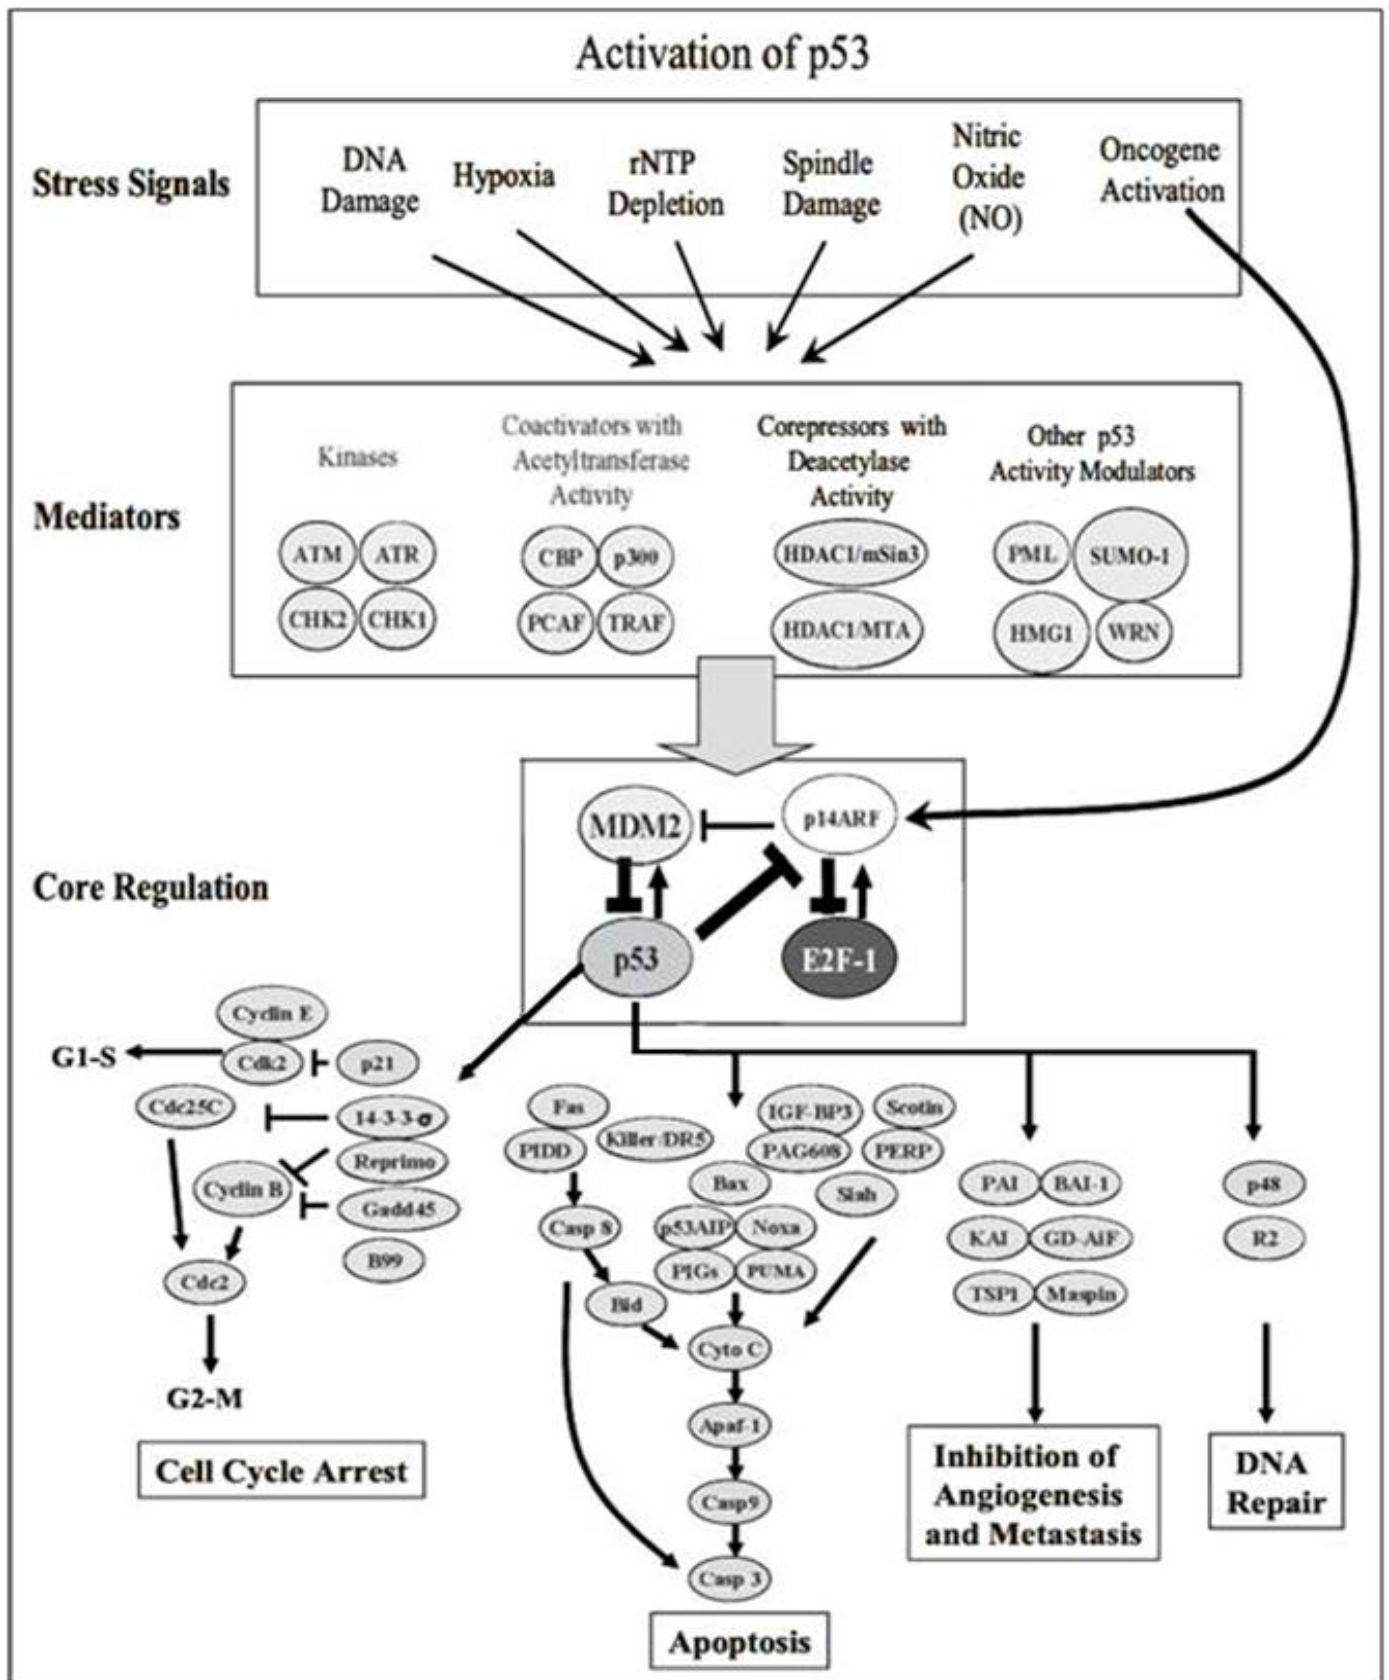 Activation of p53
Stress Signals
DNA
Damage
Hypoxia
rNTP
Depletion
Spindle
Damage
Nitric
Oxide
(NO)
Oncogene
Activation
Mediators
Kinases
ATM ATR
CHK2 CHK1
Coactivators with
Acetyltransferase
Activity
CBP p300
PCAF TRAF
Corepressors with
Deacetylase
Activity
HDAC1/mSin3
HDAC1/MTA
Other p53
Activity Modulators
PML SUMO-1
HMG1 WRN
Core Regulation
MDM2 p14ARF
p53 E2F-1
Cyclin E
G1-S Cdk2 p21
Cdc25C 14-3-3-σ
Reprimo
Cyclin B Gadd45
B99
Cdc2
G2-M
Cell Cycle Arrest
Fas
PIDD
Killer/DR5
IGF-BP3
PAG608
Scotin
PERP
Bax
Siah
Casp 8
p53AIP Noxa
PIGs PUMA
Bid
Cyto C
Apaf-1
Casp9
Casp 3
Apoptosis
PAI BAI-1
KAI GD-AiF
TSP1 Maspin
Inhibition of
Angiogenesis
and Metastasis
p48
R2
DNA
Repair